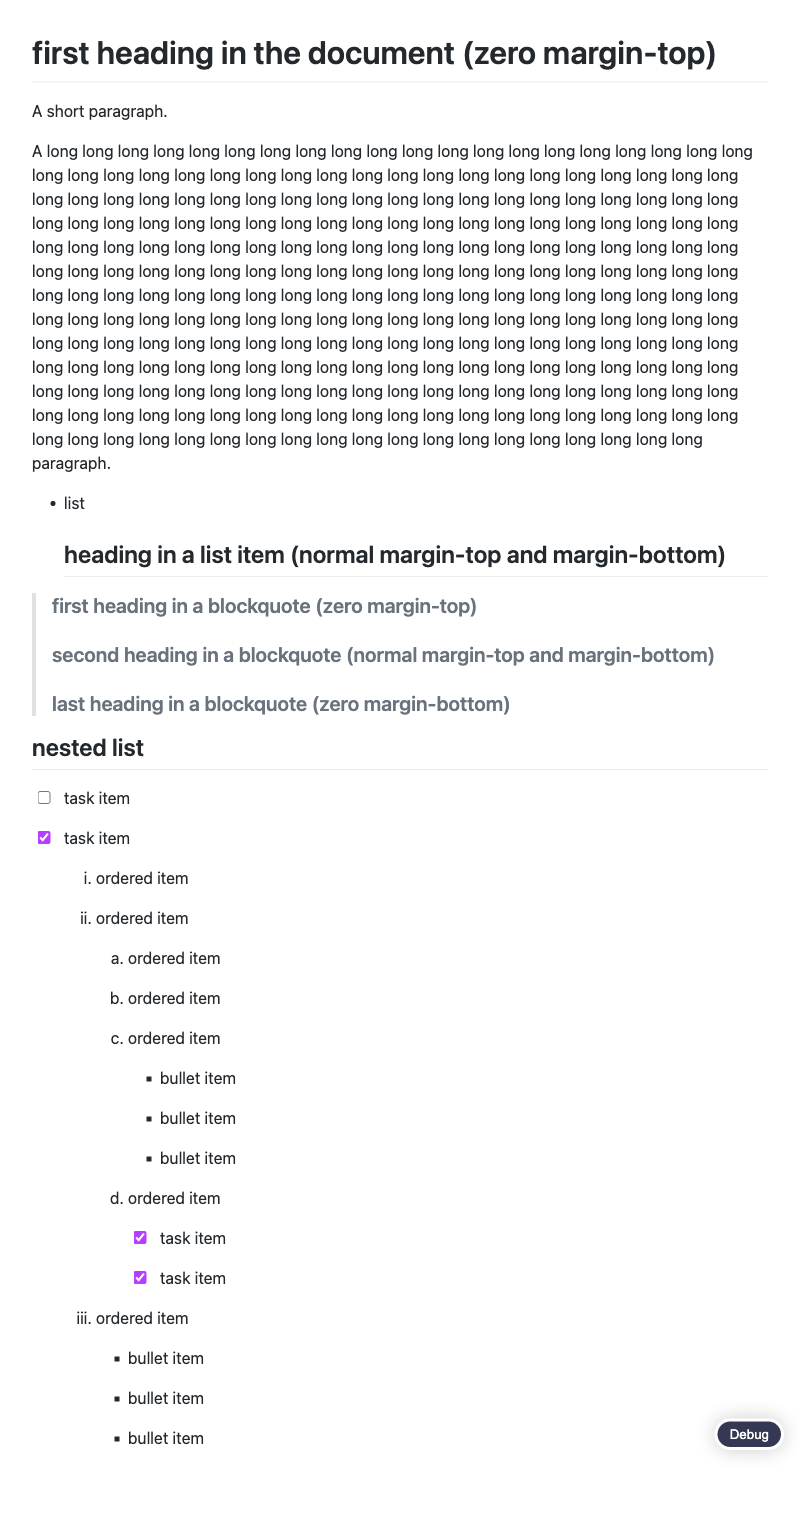 first heading in the document (zero margin-top)
A short paragraph.
A long long long long long long long long long long long long long long long long long long long long
long long long long long long long long long long long long long long long long long long long long
long long long long long long long long long long long long long long long long long long long long
long long long long long long long long long long long long long long long long long long long long
long long long long long long long long long long long long long long long long long long long long
long long long long long long long long long long long long long long long long long long long long
long long long long long long long long long long long long long long long long long long long long
long long long long long long long long long long long long long long long long long long long long
long long long long long long long long long long long long long long long long long long long long
long long long long long long long long long long long long long long long long long long long long
long long long long long long long long long long long long long long long long long long long long
long long long long long long long long long long long long long long long long long long long long
long long long long long long long long long long long long long long long long long long long
paragraph.
• list
heading in a list item (normal margin-top and margin-bottom)
first heading in a blockquote (zero margin-top)
second heading in a blockquote (normal margin-top and margin-bottom)
last heading in a blockquote (zero margin-bottom)
nested list
task item
task item
i. ordered item
ii. ordered item
a. ordered item
b. ordered item
c. ordered item
▪ bullet item
▪ bullet item
▪ bullet item
d. ordered item
task item
task item
iii. ordered item
▪ bullet item
▪ bullet item
▪ bullet item
Debug